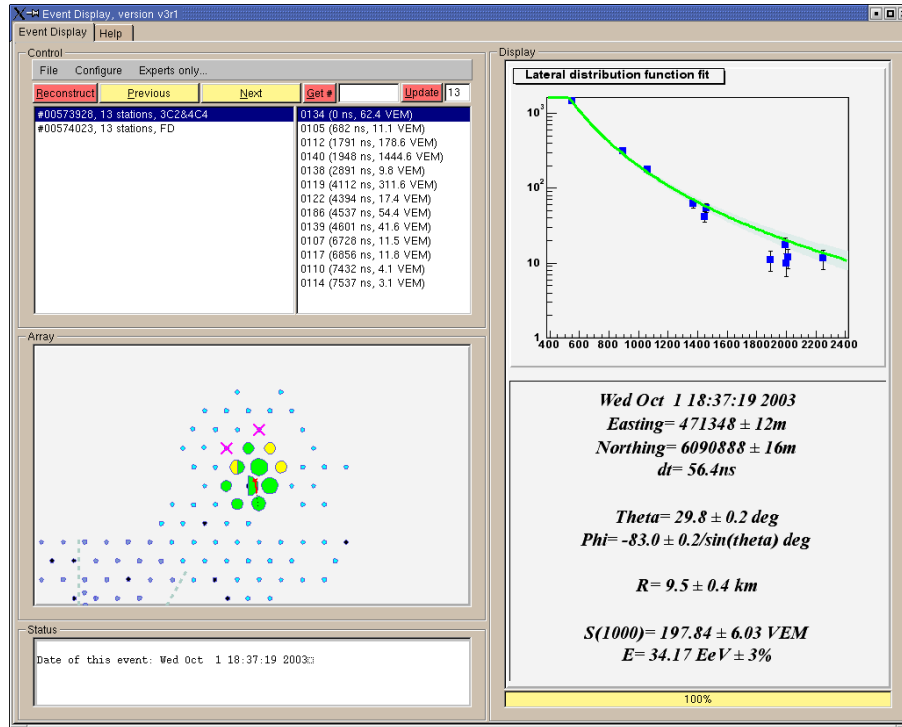 Event Display, version v3r1
Event Display Help
Control
File Configure Experts only...
Reconstruct Previous Next Get # Update 13
#00573928, 13 stations, 3C2&4C4
#00574023, 13 stations, FD
0134 (0 ns, 62.4 VEM)
0105 (682 ns, 11.1 VEM)
0112 (1791 ns, 178.6 VEM)
0140 (1948 ns, 1444.6 VEM)
0138 (2891 ns, 9.8 VEM)
0119 (4112 ns, 311.6 VEM)
0122 (4394 ns, 17.4 VEM)
0186 (4537 ns, 54.4 VEM)
0139 (4601 ns, 41.6 VEM)
0107 (6728 ns, 11.5 VEM)
0117 (6856 ns, 11.8 VEM)
0110 (7432 ns, 4.1 VEM)
0114 (7537 ns, 3.1 VEM)
Array
Status
Date of this event: Wed Oct 1 18:37:19 2003
Display
Lateral distribution function fit
10³
10²
10
1
400 600 800 1000 1200 1400 1600 1800 2000 2200 2400
Wed Oct 1 18:37:19 2003
Easting= 471348 ± 12m
Northing= 6090888 ± 16m
dt= 56.4ns
Theta= 29.8 ± 0.2 deg
Phi= -83.0 ± 0.2/sin(theta) deg
R= 9.5 ± 0.4 km
S(1000)= 197.84 ± 6.03 VEM
E= 34.17 EeV ± 3%
100%